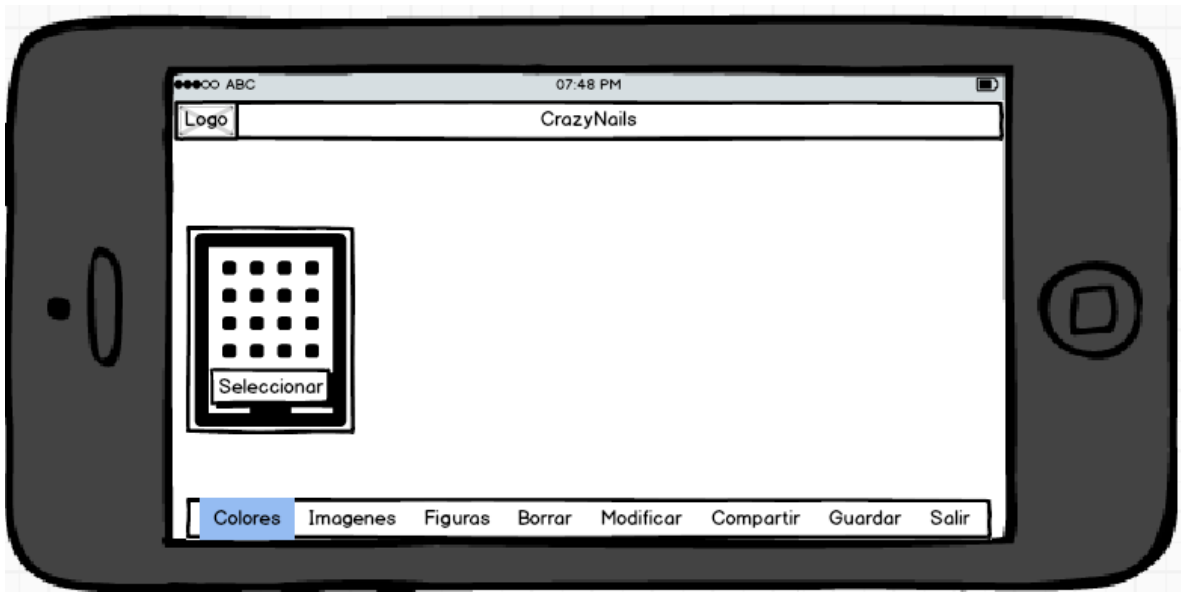 ABC 07:48 PM
Logo CrazyNails
Seleccionar
Colores Imagenes Figuras Borrar Modificar Compartir Guardar Salir